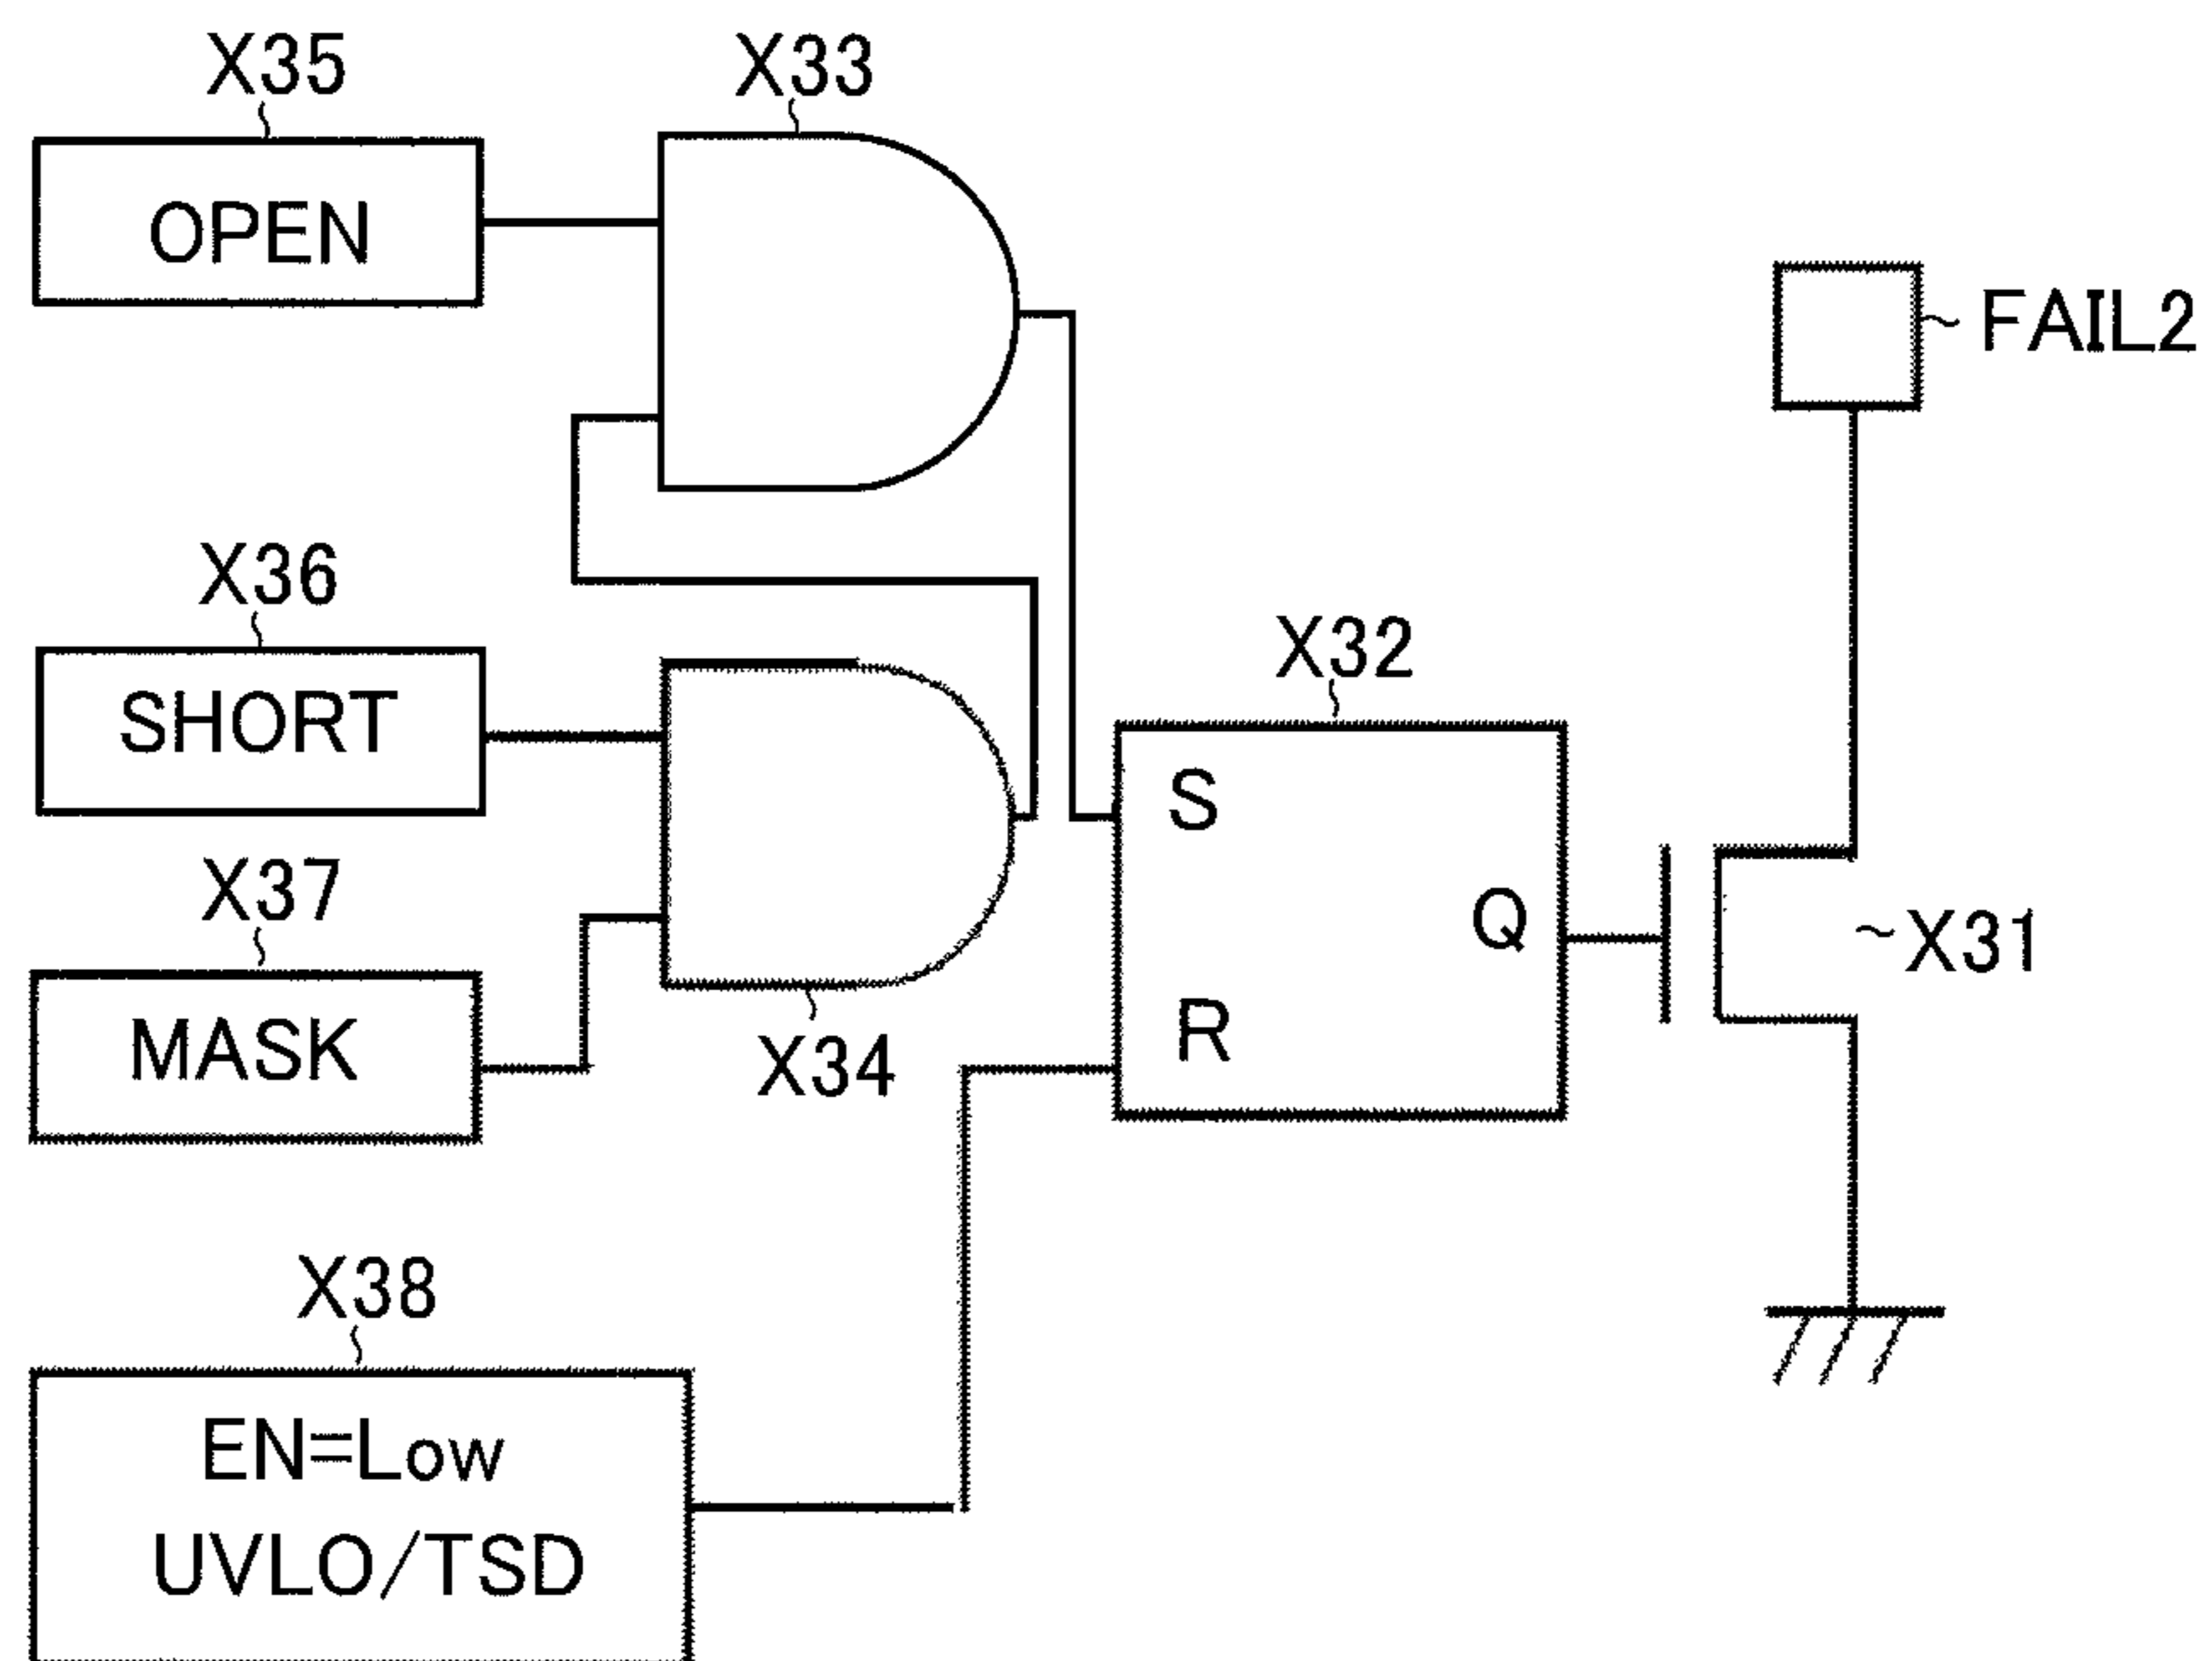 X35
X33
OPEN
FAIL2
X36
SHORT
X32
X37
S
MASK
Q
X31
R
X34
X38
EN=Low
UVLO/TSD